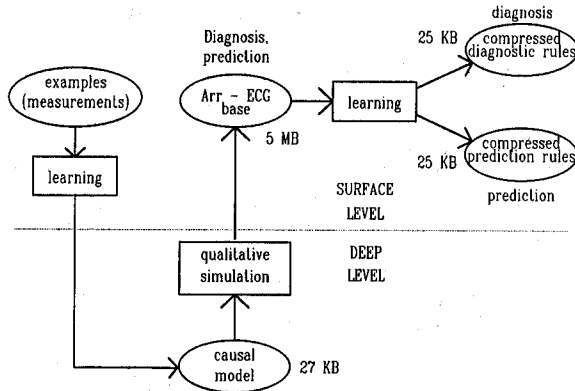 diagnosis
25 KB
compressed
diagnostic rules
Diagnosis,
prediction
examples
(measurements)
Arr - ECG
base
learning
5 MB
learning
25 KB
compressed
prediction rules
prediction
SURFACE
LEVEL
qualitative
simulation
DEEP
LEVEL
causal
model
27 KB